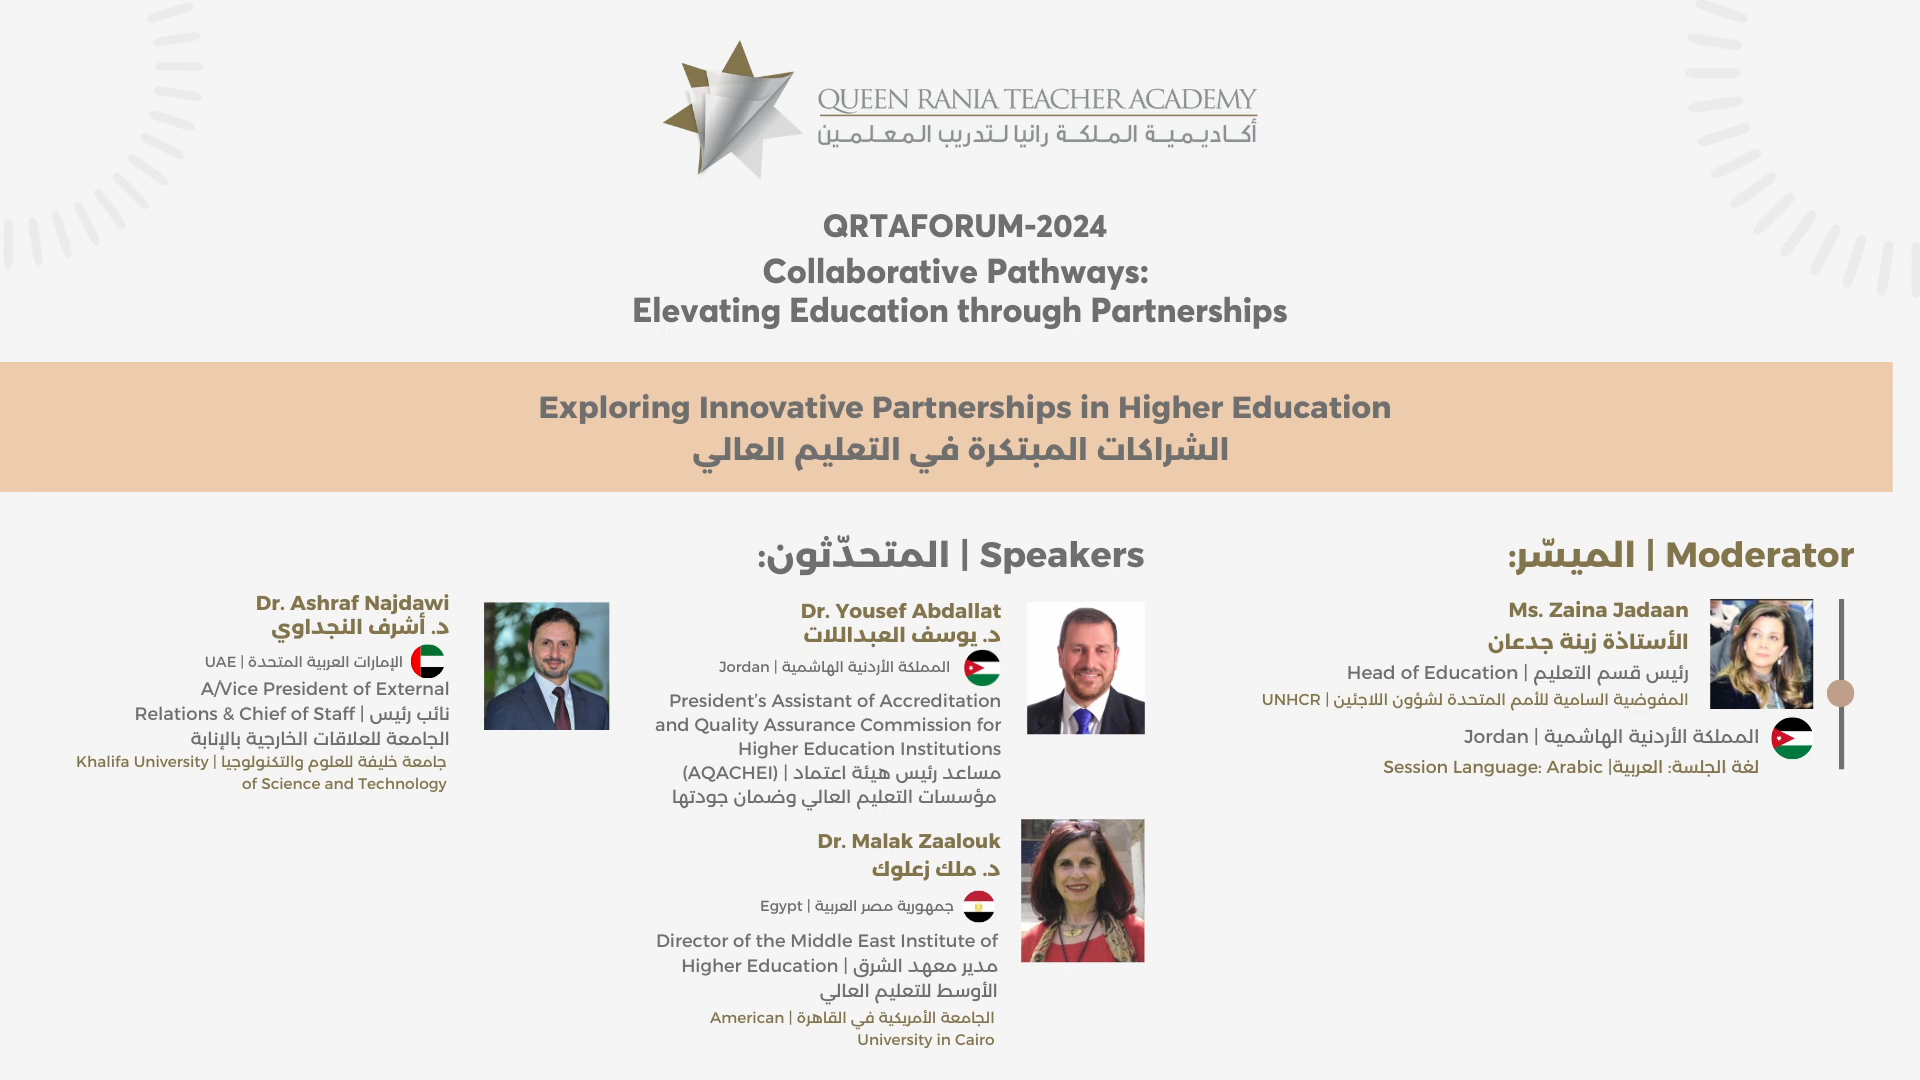 QUEEN RANIA TEACHER ACADEMY
أكاديمية الملكة رانيا لتدريب المعلمين
QRTAFORUM-2024
Collaborative Pathways:
Elevating Education through Partnerships
Exploring Innovative Partnerships in Higher Education
الشراكات المبتكرة في التعليم العالي
Moderator | الميسّر:
Ms. Zaina Jadaan
الأستاذة زينة جدعان
Head of Education | رئيس قسم التعليم
UNHCR | المفوضية السامية للأمم المتحدة لشؤون اللاجئين
Jordan | المملكة الأردنية الهاشمية
Session Language: Arabic |لغة الجلسة: العربية
Speakers | المتحدّثون:
Dr. Yousef Abdallat
د. يوسف العبداللات
Jordan | المملكة الأردنية الهاشمية
President's Assistant of Accreditation
and Quality Assurance Commission for
Higher Education Institutions
(AQACHEI) | مساعد رئيس هيئة اعتماد
مؤسسات التعليم العالي وضمان جودتها
Dr. Malak Zaalouk
د. ملك زعلوك
Egypt | جمهورية مصر العربية
Director of the Middle East Institute of
Higher Education | مدير معهد الشرق
الأوسط للتعليم العالي
الجامعة الأمريكية في القاهرة | American
University in Cairo
Dr. Ashraf Najdawi
د. أشرف النجداوي
UAE | الإمارات العربية المتحدة
A/Vice President of External
Relations & Chief of Staff | نائب رئيس
الجامعة للعلاقات الخارجية بالإنابة
Khalifa University | جامعة خليفة للعلوم والتكنولوجيا
of Science and Technology